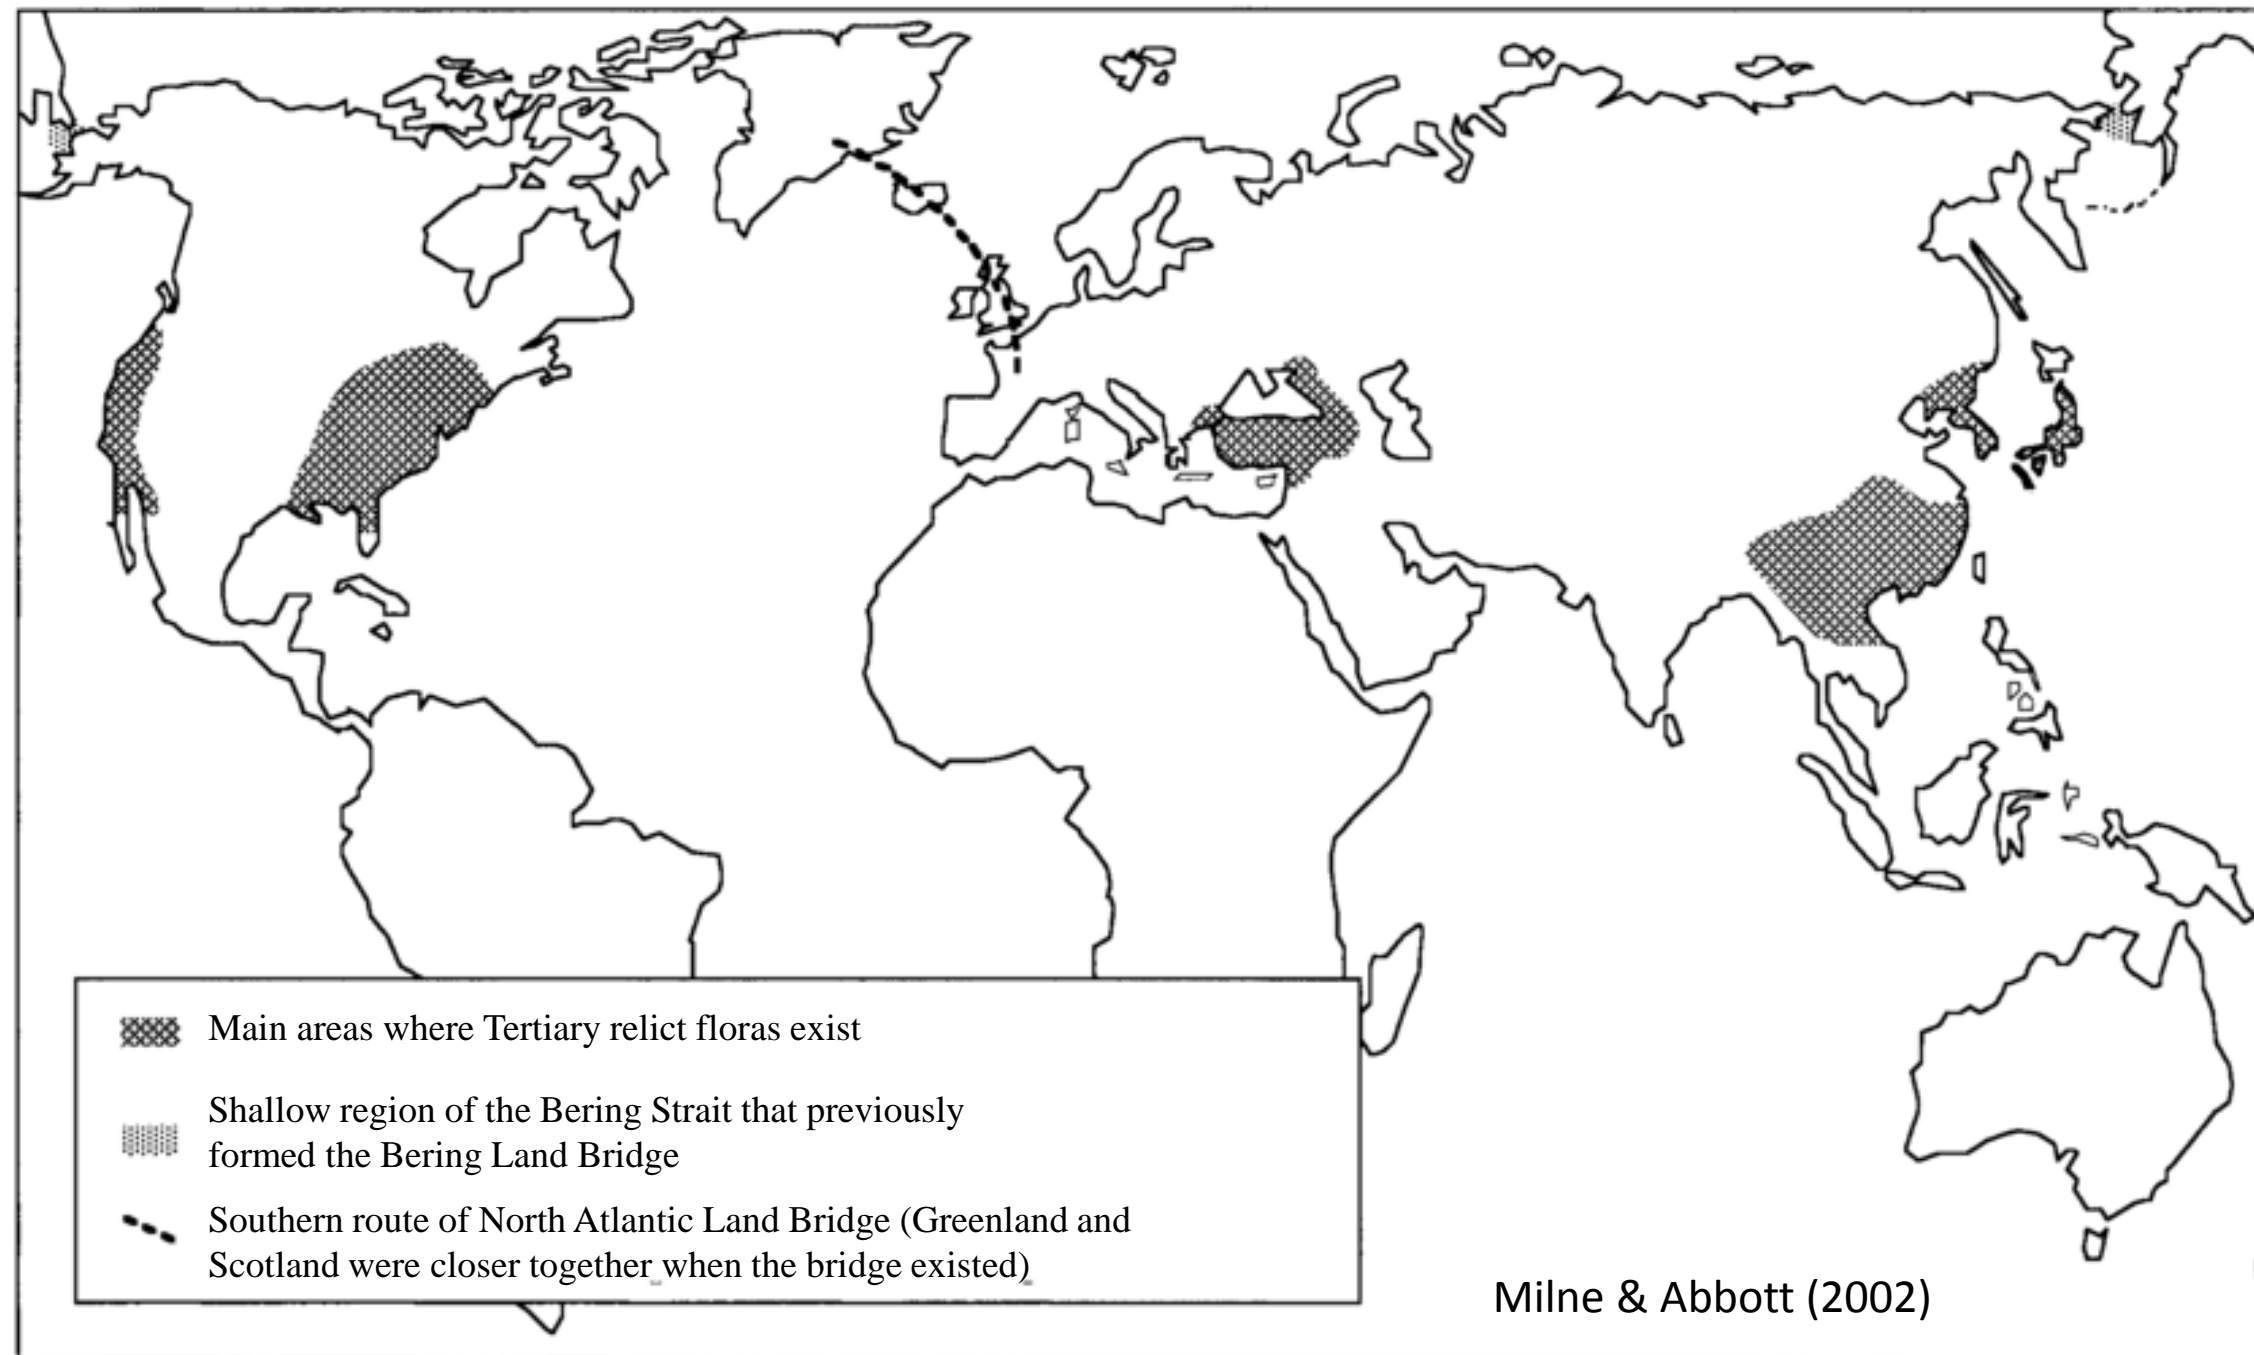 Main areas where Tertiary relict floras exist
Shallow region of the Bering Strait that previously
formed the Bering Land Bridge
Southern route of North Atlantic Land Bridge (Greenland and
Scotland were closer together when the bridge existed)
Milne & Abbott (2002)